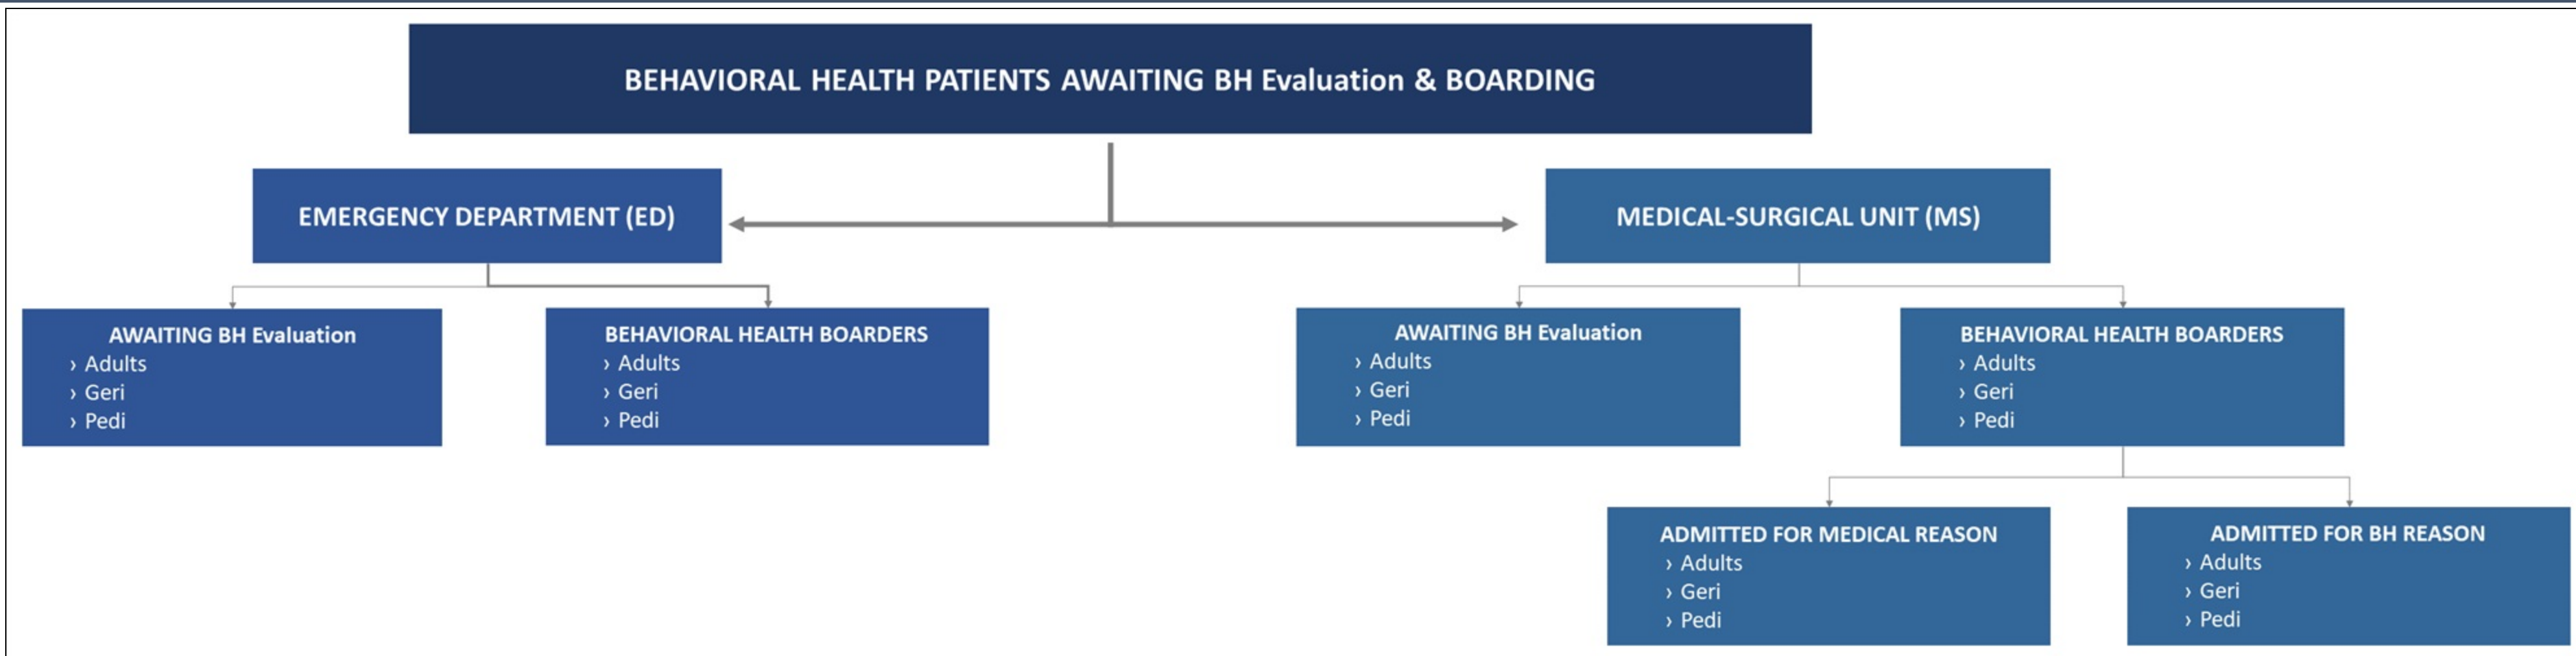 BEHAVIORAL HEALTH PATIENTS AWAITING BH Evaluation & BOARDING
EMERGENCY DEPARTMENT (ED)
MEDICAL-SURGICAL UNIT (MS)
AWAITING BH Evaluation
› Adults
› Geri
› Pedi
BEHAVIORAL HEALTH BOARDERS
› Adults
› Geri
› Pedi
AWAITING BH Evaluation
› Adults
› Geri
› Pedi
BEHAVIORAL HEALTH BOARDERS
› Adults
› Geri
› Pedi
ADMITTED FOR MEDICAL REASON
› Adults
› Geri
› Pedi
ADMITTED FOR BH REASON
› Adults
› Geri
› Pedi